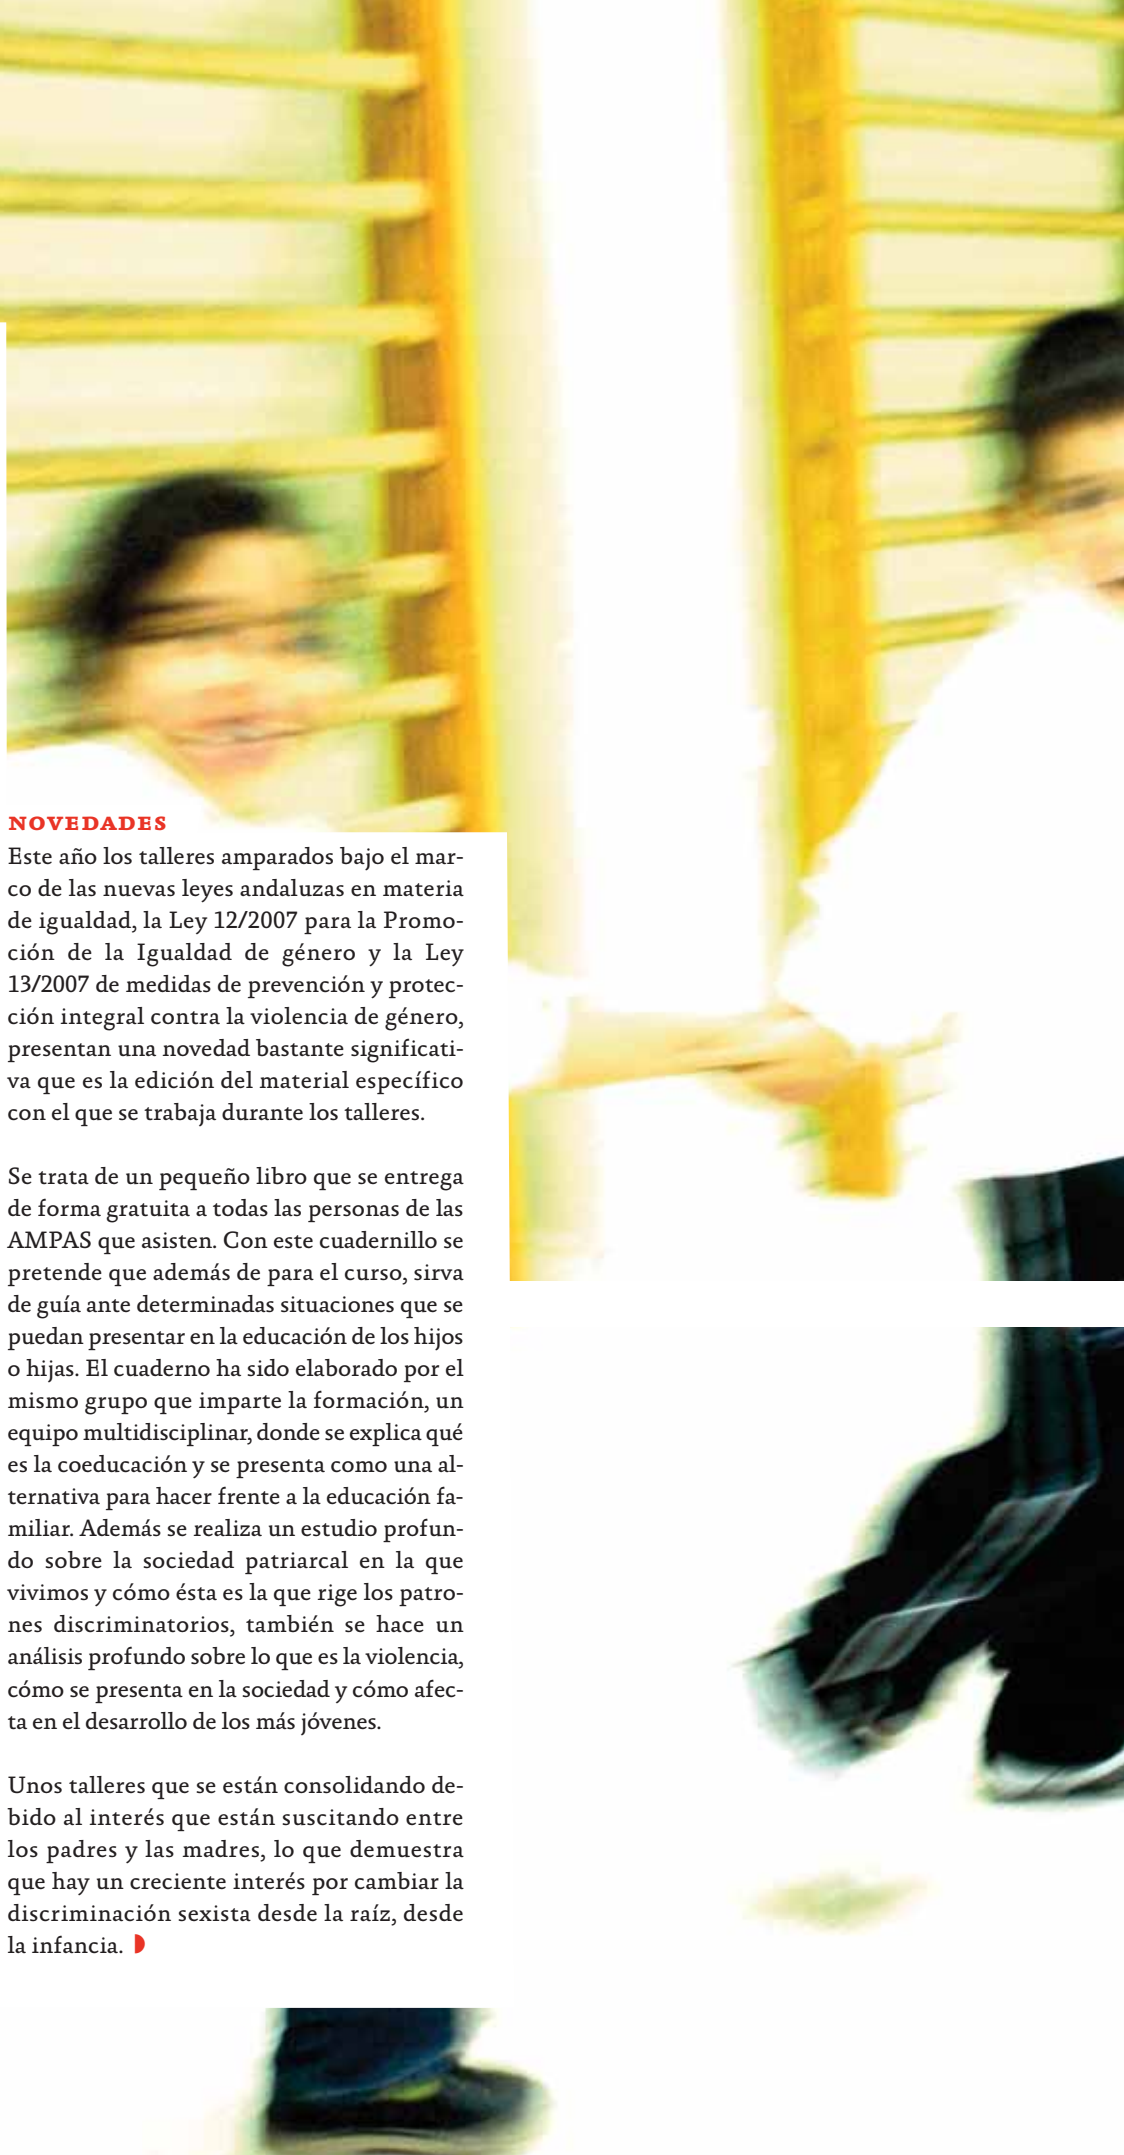 NOVEDADES
Este año los talleres amparados bajo el mar-
co de las nuevas leyes andaluzas en materia
de igualdad, la Ley 12/2007 para la Promo-
ción de la Igualdad de género y la Ley
13/2007 de medidas de prevención y protec-
ción integral contra la violencia de género,
presentan una novedad bastante significati-
va que es la edición del material específico
con el que se trabaja durante los talleres.
Se trata de un pequeño libro que se entrega
de forma gratuita a todas las personas de las
AMPAS que asisten. Con este cuadernillo se
pretende que además de para el curso, sirva
de guía ante determinadas situaciones que se
puedan presentar en la educación de los hijos
o hijas. El cuaderno ha sido elaborado por el
mismo grupo que imparte la formación, un
equipo multidisciplinar, donde se explica qué
es la coeducación y se presenta como una al-
ternativa para hacer frente a la educación fa-
miliar. Además se realiza un estudio profun-
do sobre la sociedad patriarcal en la que
vivimos y cómo ésta es la que rige los patro-
nes discriminatorios, también se hace un
análisis profundo sobre lo que es la violencia,
cómo se presenta en la sociedad y cómo afec-
ta en el desarrollo de los más jóvenes.
Unos talleres que se están consolidando de-
bido al interés que están suscitando entre
los padres y las madres, lo que demuestra
que hay un creciente interés por cambiar la
discriminación sexista desde la raíz, desde
la infancia.